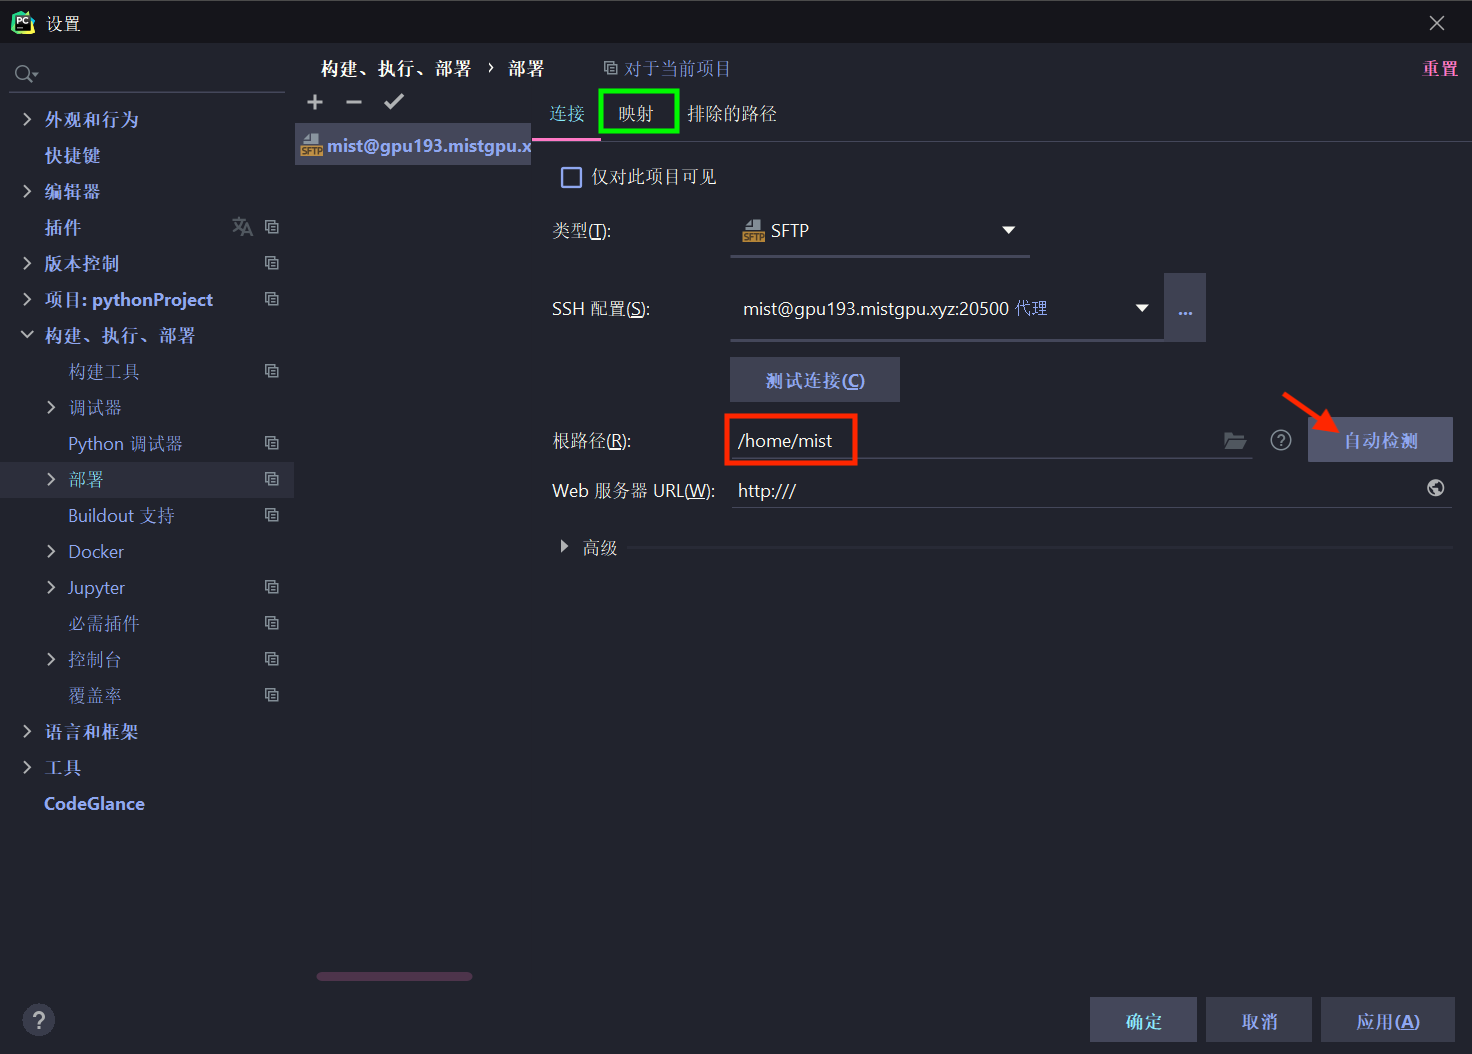 设置
外观和行为
快捷键
编辑器
插件
版本控制
项目: pythonProject
构建、执行、部署
构建工具
调试器
Python 调试器
部署
Buildout 支持
Docker
Jupyter
必需插件
控制台
覆盖率
语言和框架
工具
CodeGlance
构建、执行、部署 › 部署
对于当前项目
重置
mist@gpu193.mistgpu.x
连接 映射 排除的路径
仅对此项目可见
类型(T): SFTP
SSH 配置(S): mist@gpu193.mistgpu.xyz:20500 代理 ...
测试连接(C)
根路径(R): /home/mist 自动检测
Web 服务器 URL(W): http:///
高级
? 确定 取消 应用(A)